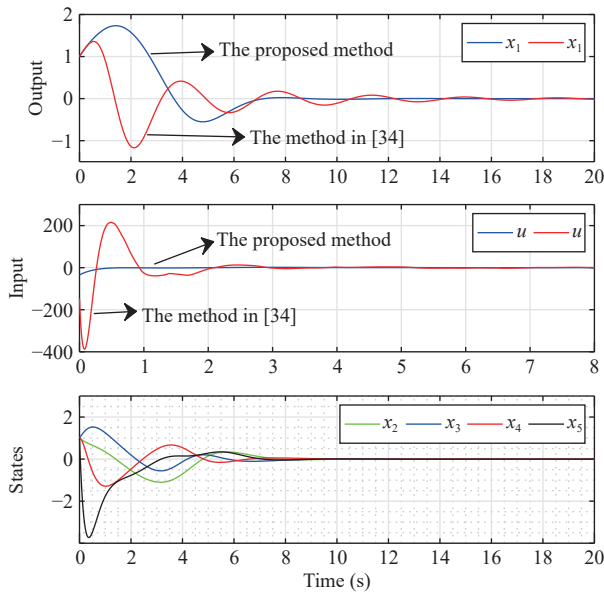 2
1
0
−1
Output
The proposed method
The method in [34]
x1 x1
0 2 4 6 8 10 12 14 16 18 20
200
0
−200
−400
Input
The proposed method
The method in [34]
u u
0 1 2 3 4 5 6 7 8
2
0
−2
States
x2 x3 x4 x5
0 2 4 6 8 10 12 14 16 18 20
Time (s)